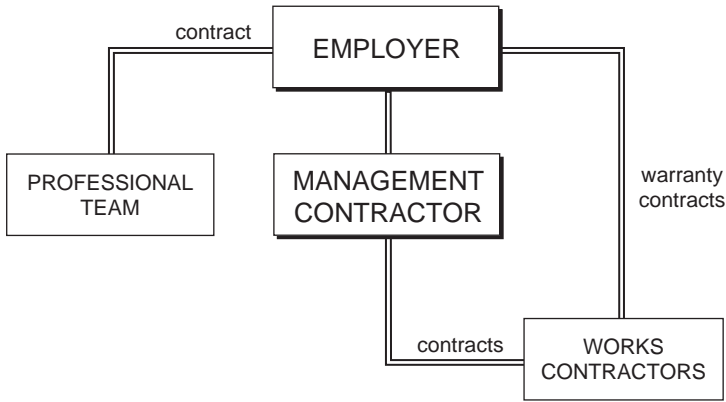 contract
EMPLOYER
PROFESSIONAL
TEAM
MANAGEMENT
CONTRACTOR
warranty
contracts
contracts
WORKS
CONTRACTORS